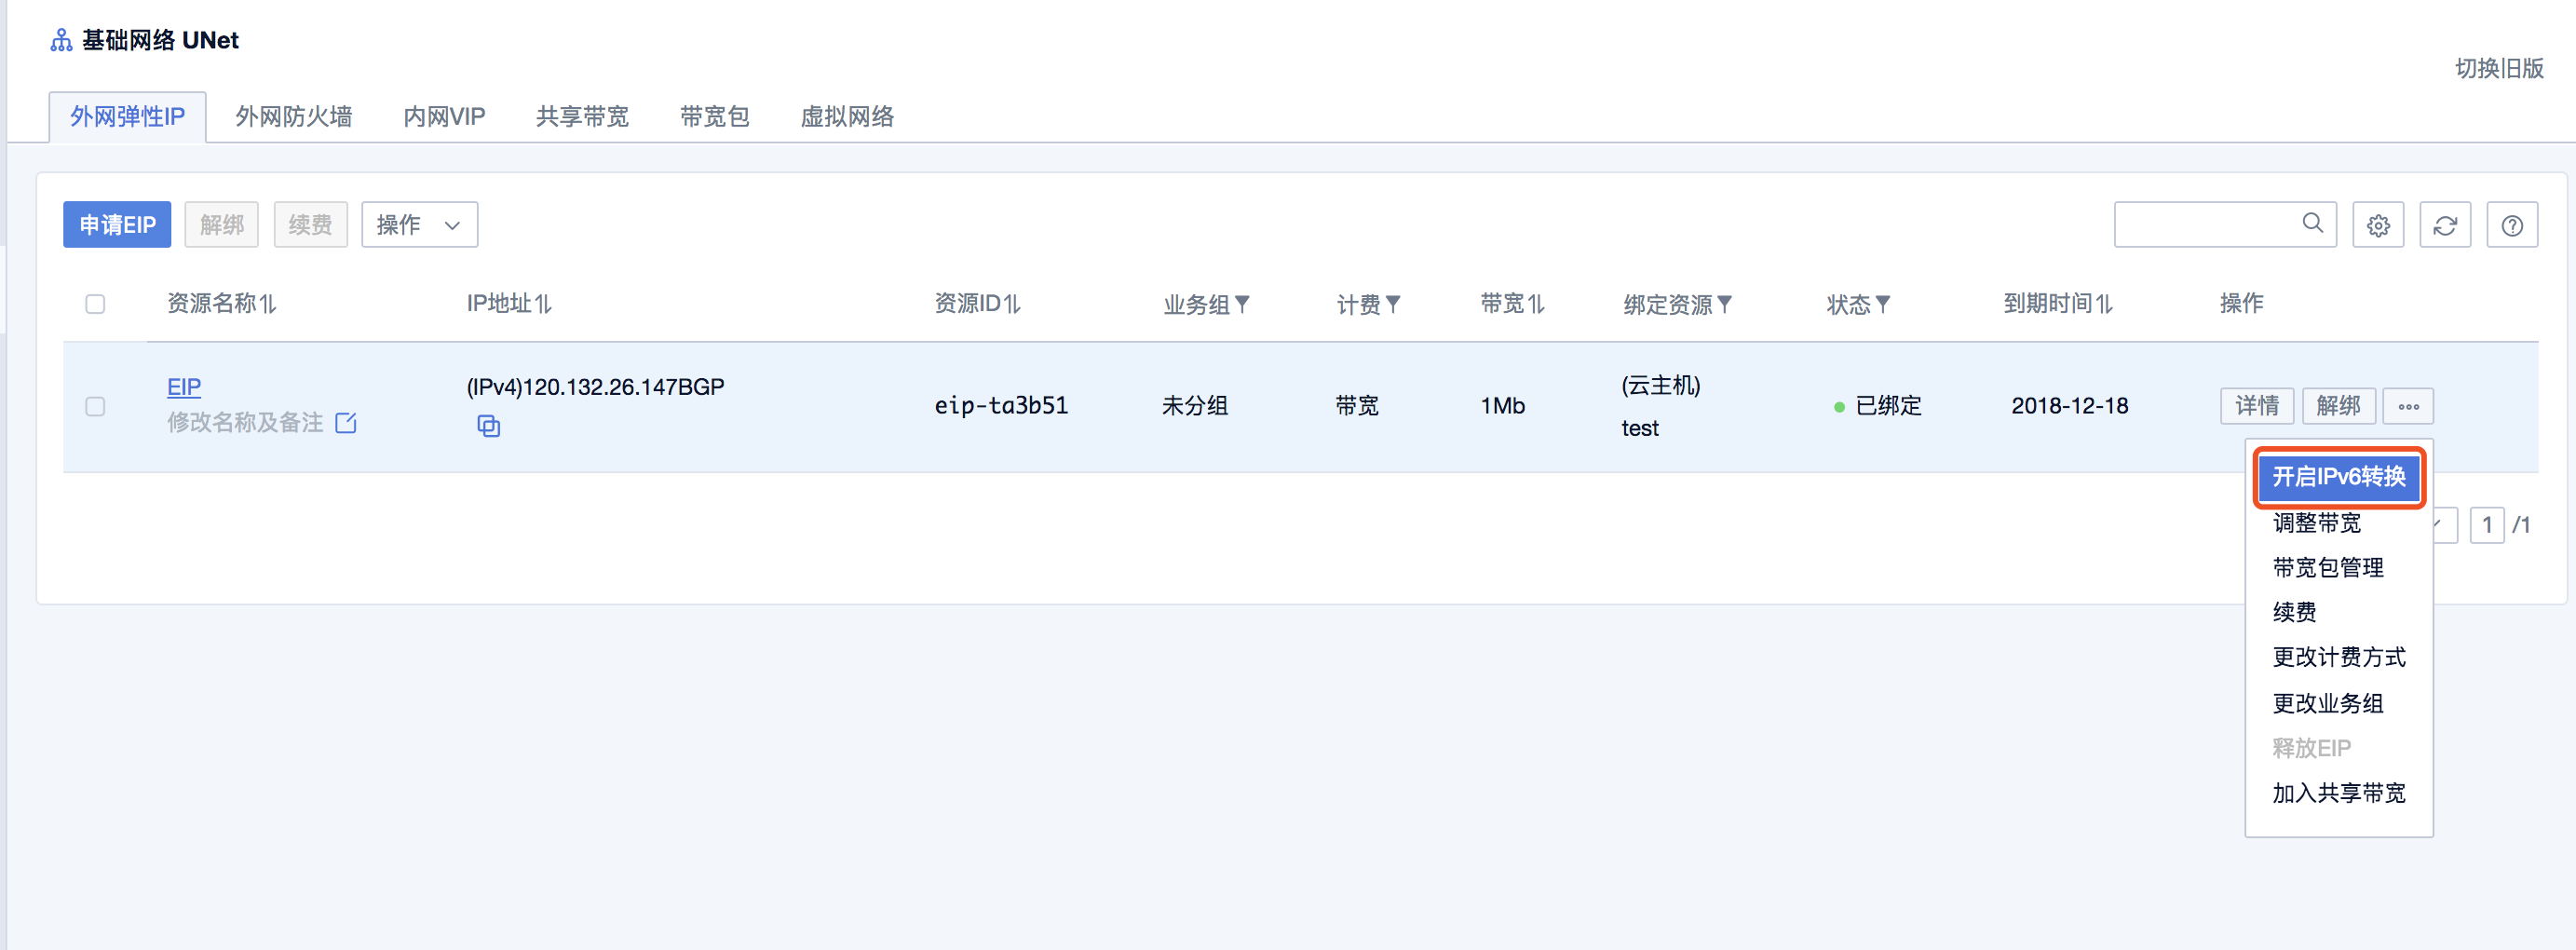 基础网络 UNet
切换旧版
外网弹性IP 外网防火墙 内网VIP 共享带宽 带宽包 虚拟网络
申请EIP 解绑 续费 操作
资源名称 IP地址 资源ID 业务组 计费 带宽 绑定资源 状态 到期时间 操作
EIP (IPv4)120.132.26.147BGP (云主机)
修改名称及备注 eip-ta3b51 未分组 带宽 1Mb test 已绑定 2018-12-18 详情 解绑
开启IPv6转换
调整带宽 1 /1
带宽包管理
续费
更改计费方式
更改业务组
释放EIP
加入共享带宽